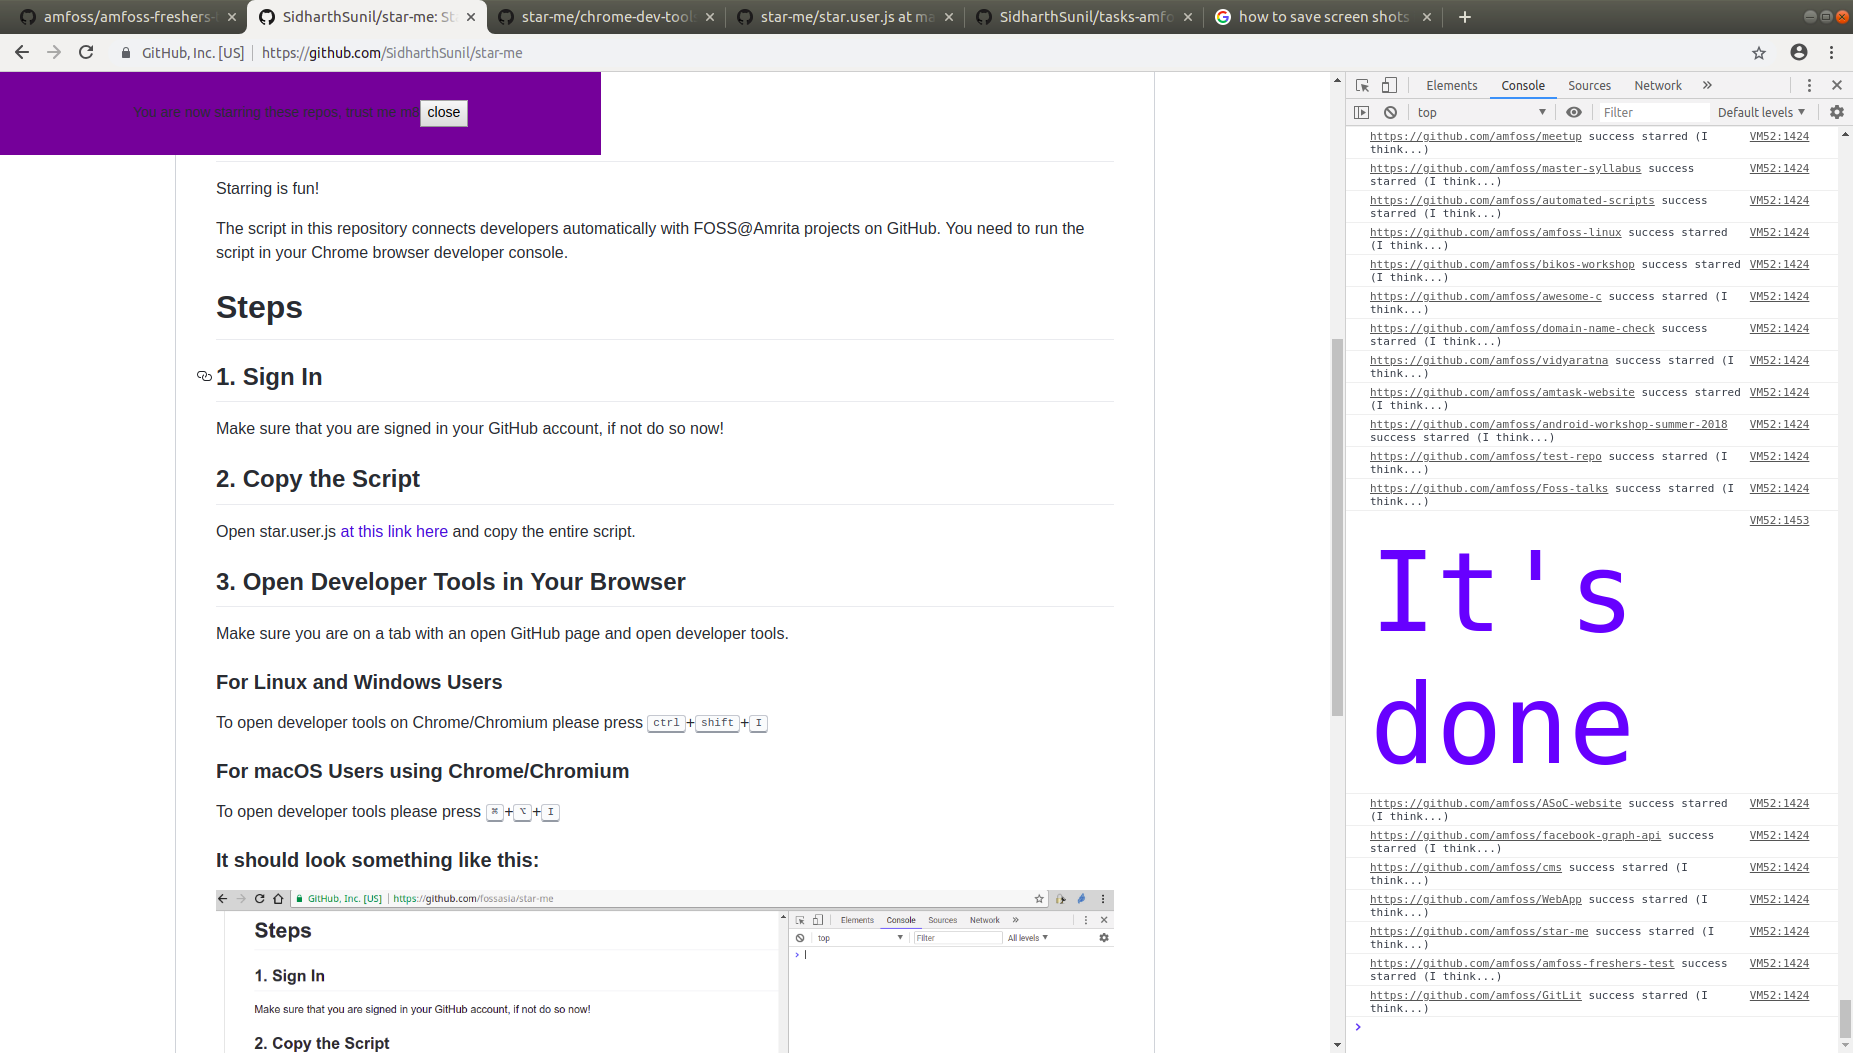 amfoss/amfoss-freshers-
SidharthSunil/star-me: St
star-me/chrome-dev-tools
star-me/star.user.js at ma
SidharthSunil/tasks-amfo
how to save screen shots
GitHub, Inc. [US]
https://github.com/SidharthSunil/star-me
You are now starring these repos, trust me
close
Starring is fun!
The script in this repository connects developers automatically with FOSS@Amrita projects on GitHub. You need to run the
script in your Chrome browser developer console.
Steps
1. Sign In
Make sure that you are signed in your GitHub account, if not do so now!
2. Copy the Script
Open star.user.js at this link here and copy the entire script.
3. Open Developer Tools in Your Browser
Make sure you are on a tab with an open GitHub page and open developer tools.
For Linux and Windows Users
To open developer tools on Chrome/Chromium please press ctrl+shift+I
For macOS Users using Chrome/Chromium
To open developer tools please press ⌘+⌥+I
It should look something like this:
GitHub, Inc. [US] https://github.com/fossasia/star-me
Steps
1. Sign In
Make sure that you are signed in your GitHub account, if not do so now!
2. Copy the Script
Elements Console Sources Network »
top Filter All levels
Elements Console Sources Network »
top Filter Default levels
https://github.com/amfoss/meetup success starred (I VM52:1424
think...)
https://github.com/amfoss/master-syllabus success VM52:1424
starred (I think...)
https://github.com/amfoss/automated-scripts success VM52:1424
starred (I think...)
https://github.com/amfoss/amfoss-linux success starred VM52:1424
(I think...)
https://github.com/amfoss/bikos-workshop success starred VM52:1424
(I think...)
https://github.com/amfoss/awesome-c success starred (I VM52:1424
think...)
https://github.com/amfoss/domain-name-check success VM52:1424
starred (I think...)
https://github.com/amfoss/vidyaratna success starred (I VM52:1424
think...)
https://github.com/amfoss/amtask-website success starred VM52:1424
(I think...)
https://github.com/amfoss/android-workshop-summer-2018 VM52:1424
success starred (I think...)
https://github.com/amfoss/test-repo success starred (I VM52:1424
think...)
https://github.com/amfoss/Foss-talks success starred (I VM52:1424
think...)
VM52:1453
It's
done
https://github.com/amfoss/ASoC-website success starred VM52:1424
(I think...)
https://github.com/amfoss/facebook-graph-api success VM52:1424
starred (I think...)
https://github.com/amfoss/cms success starred (I VM52:1424
think...)
https://github.com/amfoss/WebApp success starred (I VM52:1424
think...)
https://github.com/amfoss/star-me success starred (I VM52:1424
think...)
https://github.com/amfoss/amfoss-freshers-test success VM52:1424
starred (I think...)
https://github.com/amfoss/GitLit success starred (I VM52:1424
think...)